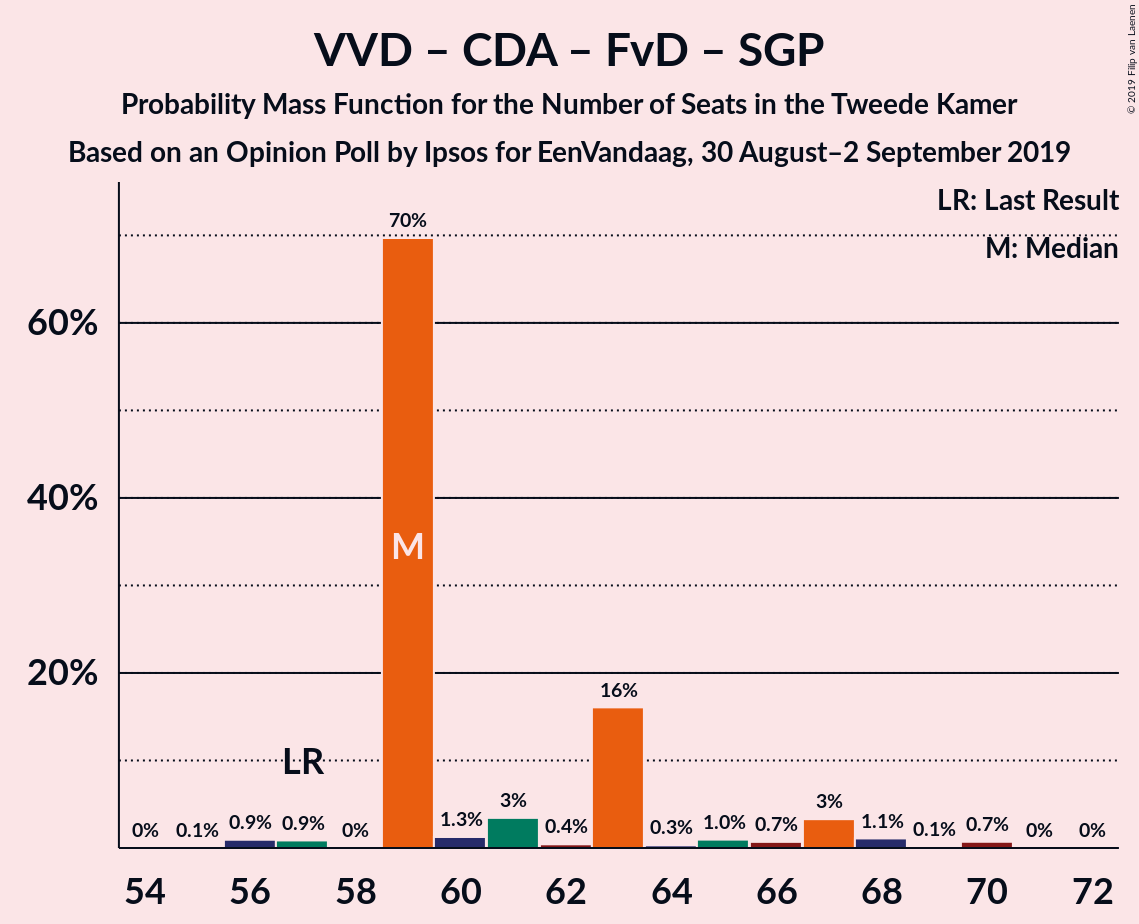 VVD – CDA – FvD – SGP
Probability Mass Function for the Number of Seats in the Tweede Kamer
Based on an Opinion Poll by Ipsos for EenVandaag, 30 August–2 September 2019
© 2019 Filip van Laenen
LR: Last Result
M: Median
60%
40%
20%
0% 0.1% 0.9% 0.9% 0% 70% 1.3% 3% 0.4% 16% 0.3% 1.0% 0.7% 3% 1.1% 0.1% 0.7% 0% 0%
M
LR
54 56 58 60 62 64 66 68 70 72